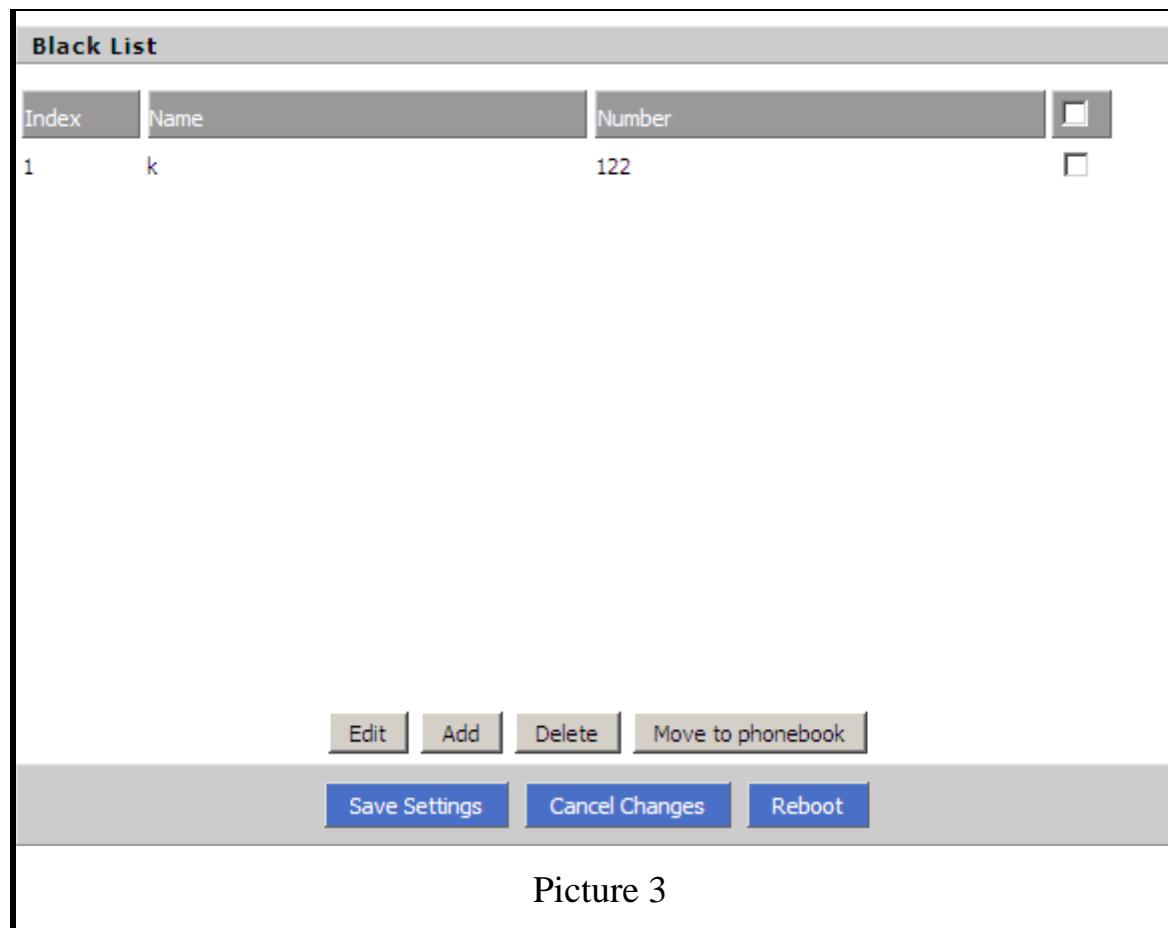 Black List
Index Name Number
1 k 122
Edit Add Delete Move to phonebook
Save Settings Cancel Changes Reboot
Picture 3